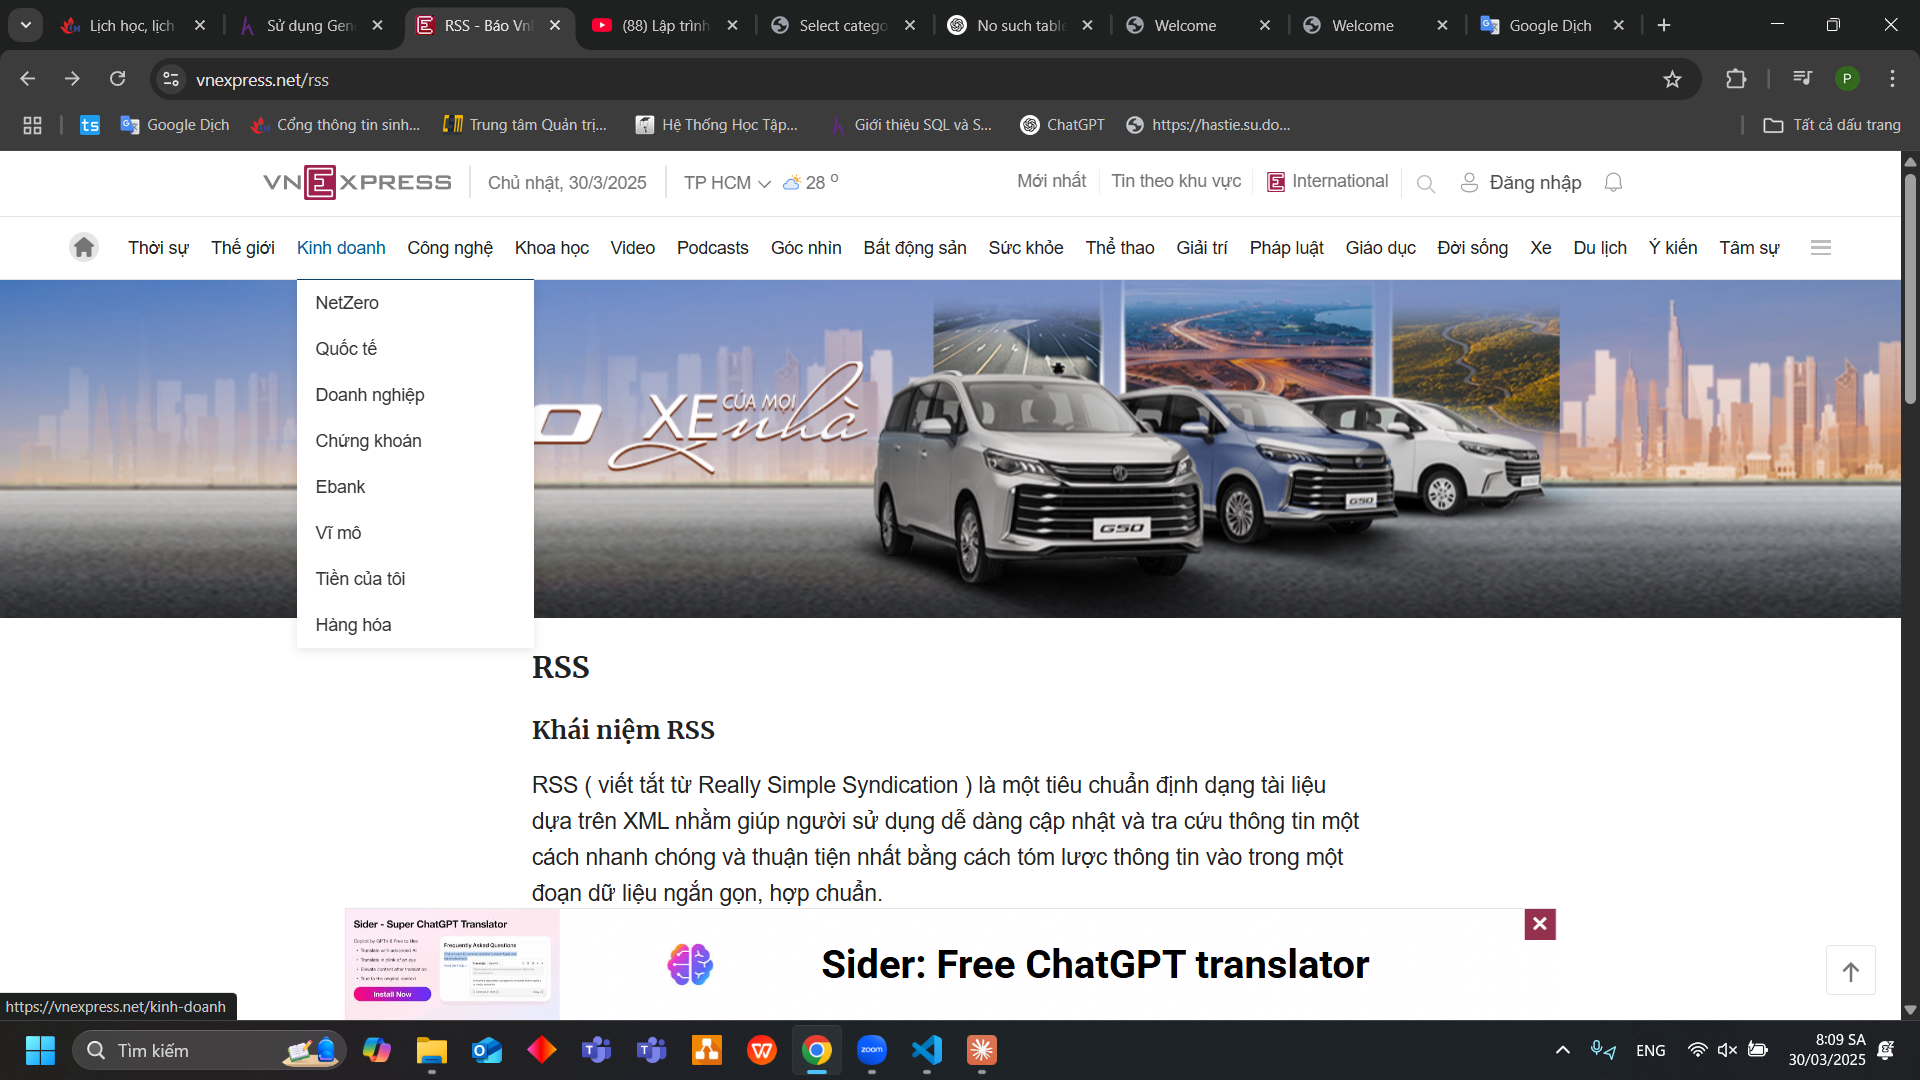 Lịch học, lịch
Sử dụng Gen
RSS - Báo Vn
(88) Lập trình
Select catego
No such table
Welcome
Welcome
Google Dịch
vnexpress.net/rss
P
ts
Google Dịch
Cổng thông tin sinh...
Trung tâm Quản trị...
Hệ Thống Học Tập...
Giới thiệu SQL và S...
ChatGPT
https://hastie.su.do...
Tất cả dấu trang
VNEXPRESS
Chủ nhật, 30/3/2025
TP HCM
28 o
Mới nhất
Tin theo khu vực
E International
Đăng nhập
Thời sự
Thế giới
Kinh doanh
Công nghệ
Khoa học
Video
Podcasts
Góc nhìn
Bất động sản
Sức khỏe
Thể thao
Giải trí
Pháp luật
Giáo dục
Đời sống
Xe
Du lịch
Ý kiến
Tâm sự
NetZero
Quốc tế
Doanh nghiệp
Chứng khoán
Ebank
Vĩ mô
Tiền của tôi
Hàng hóa
XE CỦA MỌI nhà
G50
G50
RSS
Khái niệm RSS
RSS ( viết tắt từ Really Simple Syndication ) là một tiêu chuẩn định dạng tài liệu
dựa trên XML nhằm giúp người sử dụng dễ dàng cập nhật và tra cứu thông tin một
cách nhanh chóng và thuận tiện nhất bằng cách tóm lược thông tin vào trong một
đoạn dữ liệu ngắn gọn, hợp chuẩn.
Sider - Super ChatGPT Translator
Frequently Asked Questions
Install Now
Sider: Free ChatGPT translator
https://vnexpress.net/kinh-doanh
Tìm kiếm
zoom
ENG
8:09 SA
30/03/2025